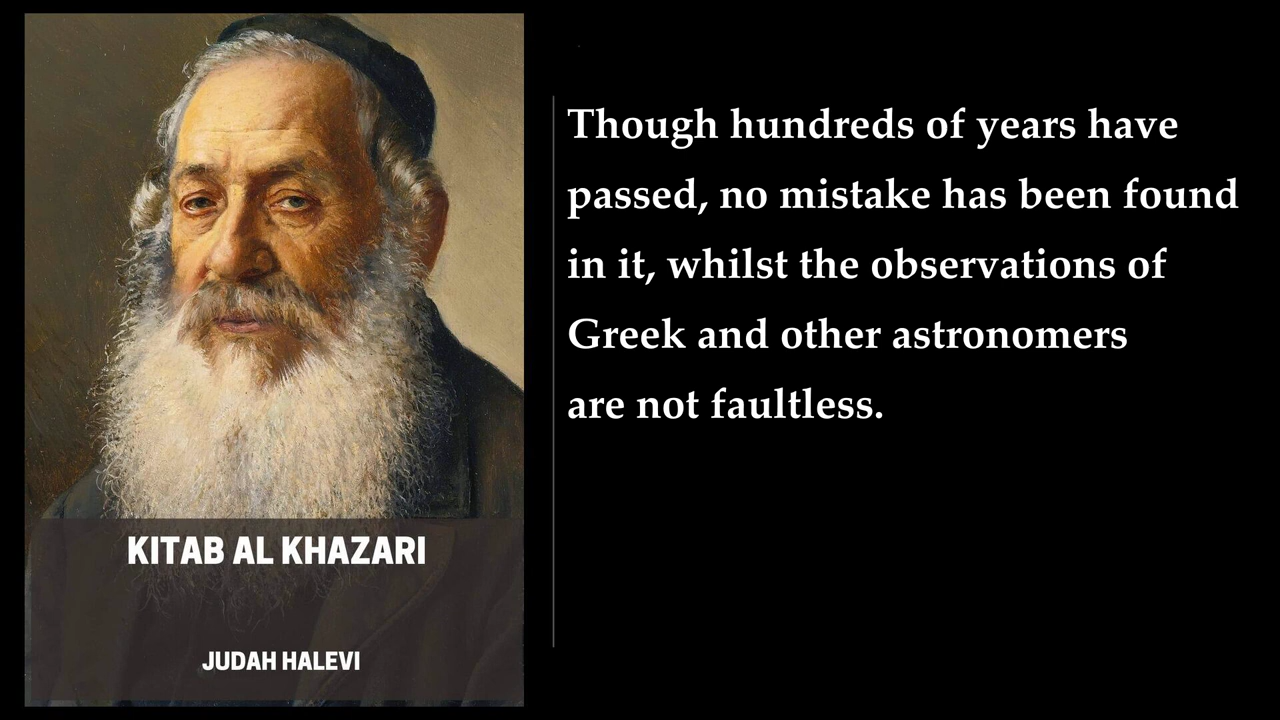 Though hundreds of years have
passed, no mistake has been found
in it, whilst the observations of
Greek and other astronomers
are not faultless.
KITAB AL KHAZARI
JUDAH HALEVI